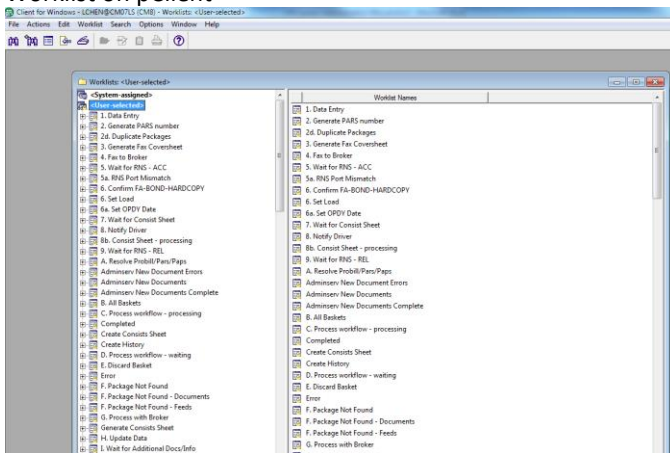 Worklist on pclient
Client for Windows - LCHEN@CM07LS (CM8) - Worklists: <User-selected>
File Actions Edit Worklist Search Options Window Help
Worklists: <User-selected>
<System-assigned>
<User-selected>
1. Data Entry
2. Generate PARS number
2d. Duplicate Packages
3. Generate Fax Coversheet
4. Fax to Broker
5. Wait for RNS - ACC
5a. RNS Port Mismatch
6. Confirm FA-BOND-HARDCOPY
6. Set Load
6a. Set OPDY Date
7. Wait for Consist Sheet
8. Notify Driver
8b. Consist Sheet - processing
9. Wait for RNS - REL
A. Resolve Probill/Pars/Paps
Adminserv New Document Errors
Adminserv New Documents
Adminserv New Documents Complete
B. All Baskets
C. Process workflow - processing
Completed
Create Consists Sheet
Create History
D. Process workflow - waiting
E. Discard Basket
Error
F. Package Not Found
F. Package Not Found - Documents
F. Package Not Found - Feeds
G. Process with Broker
Generate Consists Sheet
H. Update Data
I. Wait for Additional Docs/Info
Worklist Names
1. Data Entry
2. Generate PARS number
2d. Duplicate Packages
3. Generate Fax Coversheet
4. Fax to Broker
5. Wait for RNS - ACC
5a. RNS Port Mismatch
6. Confirm FA-BOND-HARDCOPY
6. Set Load
6a. Set OPDY Date
7. Wait for Consist Sheet
8. Notify Driver
8b. Consist Sheet - processing
9. Wait for RNS - REL
A. Resolve Probill/Pars/Paps
Adminserv New Document Errors
Adminserv New Documents
Adminserv New Documents Complete
B. All Baskets
C. Process workflow - processing
Completed
Create Consists Sheet
Create History
D. Process workflow - waiting
E. Discard Basket
Error
F. Package Not Found
F. Package Not Found - Documents
F. Package Not Found - Feeds
G. Process with Broker